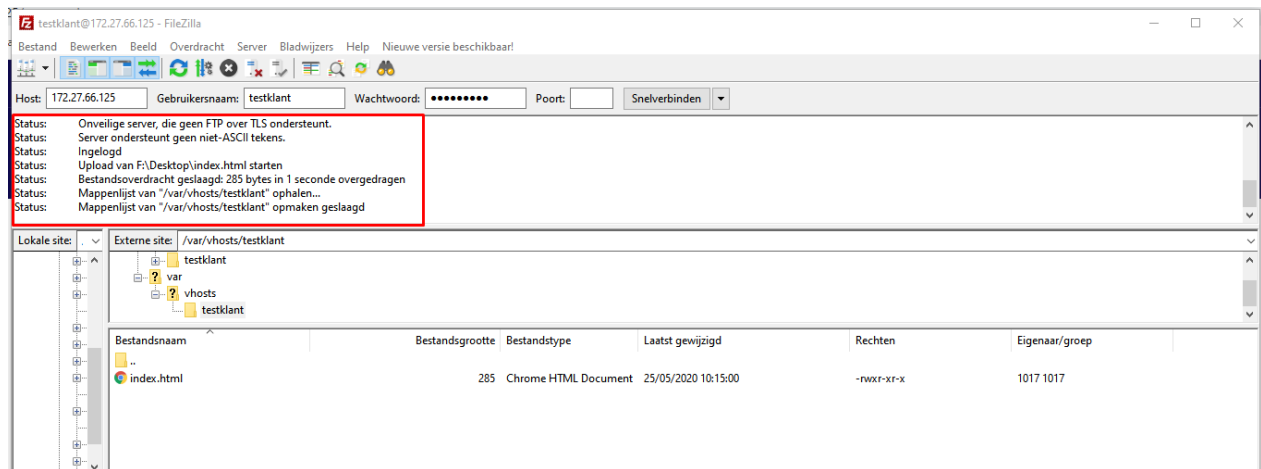 testklant@172.27.66.125 - FileZilla
Bestand Bewerken Beeld Overdracht Server Bladwijzers Help Nieuwe versie beschikbaar!
Host: 172.27.66.125 Gebruikersnaam: testklant Wachtwoord: ●●●●●●●●● Poort: Snelverbinden
Status: Onveilige server, die geen FTP over TLS ondersteunt.
Status: Server ondersteunt geen niet-ASCII tekens.
Status: Ingelogd
Status: Upload van F:\Desktop\index.html starten
Status: Bestandsoverdracht geslaagd: 285 bytes in 1 seconde overgedragen
Status: Mappenlijst van "/var/vhosts/testklant" ophalen...
Status: Mappenlijst van "/var/vhosts/testklant" opmaken geslaagd
Lokale site: . Externe site: /var/vhosts/testklant
testklant
? var
? vhosts
testklant
Bestandsnaam Bestandsgrootte Bestandstype Laatst gewijzigd Rechten Eigenaar/groep
..
index.html 285 Chrome HTML Document 25/05/2020 10:15:00 -rwxr-xr-x 1017 1017